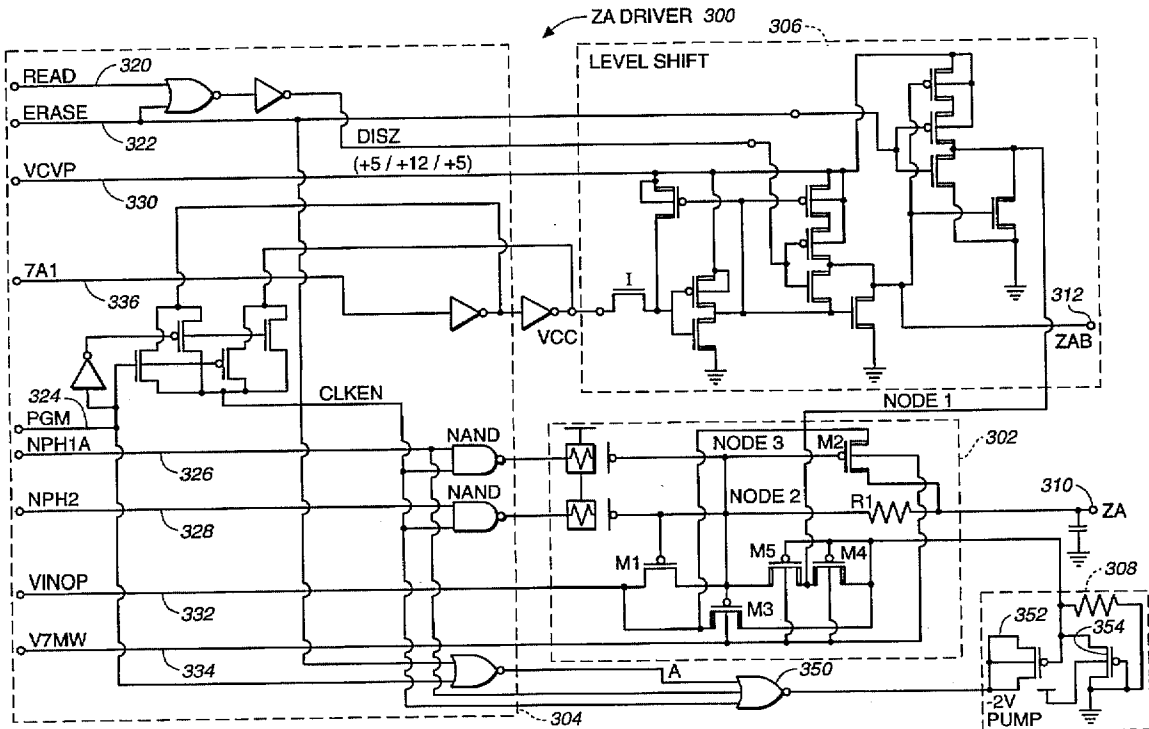 ZA DRIVER 300
306
LEVEL SHIFT
READ 320
ERASE
322
DISZ
(+5 / +12 / +5)
VCVP
330
7A1
336
I
VCC
312
ZAB
324
PGM
CLKEN
NODE 1
NPH1A
326
NAND
NODE 3
M2
302
NPH2
328
NAND
NODE 2
R1
310
ZA
M1
M5
M4
VINOP
332
M3
308
352
354
V7MW
334
A
350
304
-2V
PUMP